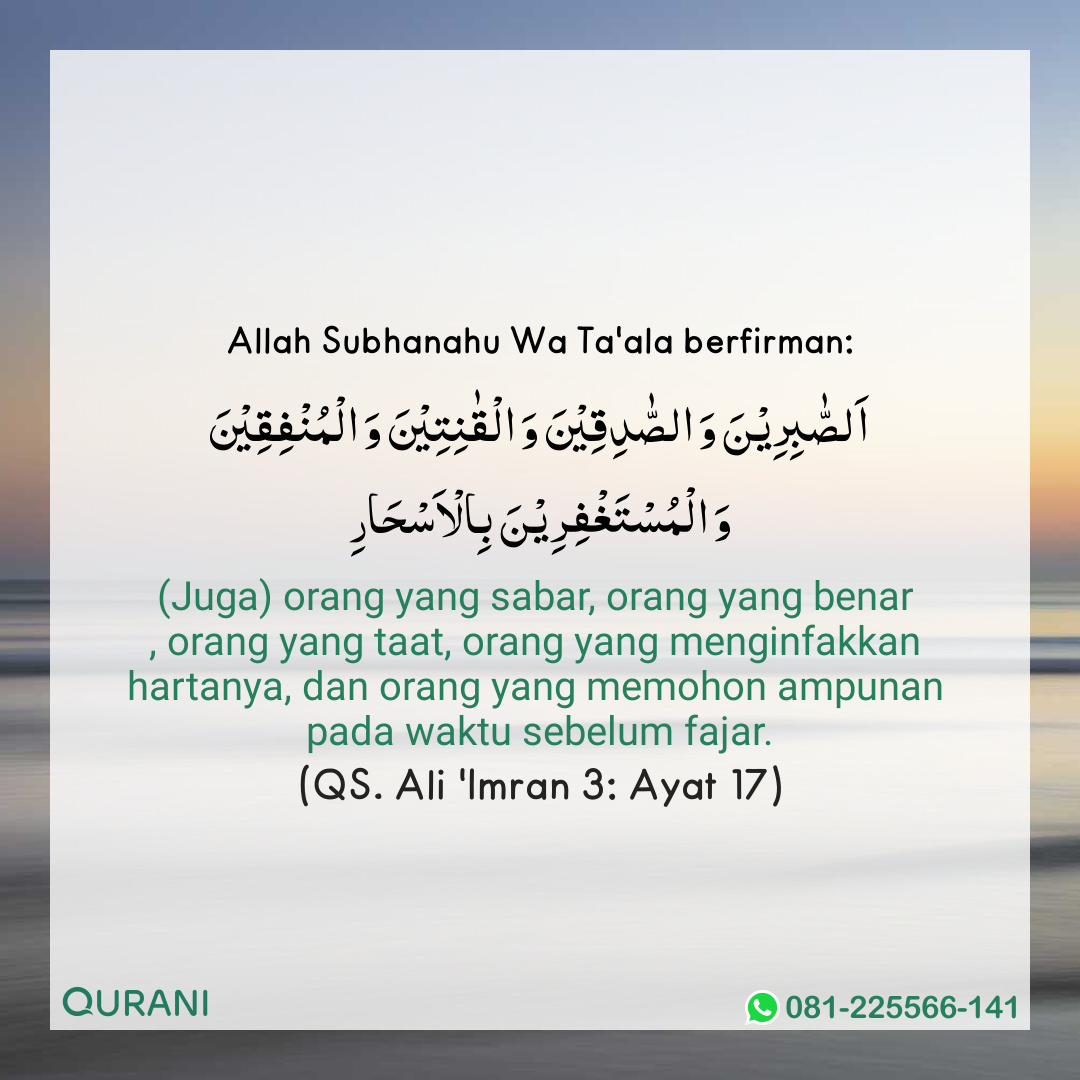 Allah Subhanahu Wa Ta'ala berfirman:
اَلصّٰبِرِيْنَ وَالصّٰدِقِيْنَ وَالْقٰنِتِيْنَ وَالْمُنْفِقِيْنَ
وَالْمُسْتَغْفِرِيْنَ بِالْاَسْحَارِ
(Juga) orang yang sabar, orang yang benar
, orang yang taat, orang yang menginfakkan
hartanya, dan orang yang memohon ampunan
pada waktu sebelum fajar.
(QS. Ali 'Imran 3: Ayat 17)
QURANI
081-225566-141